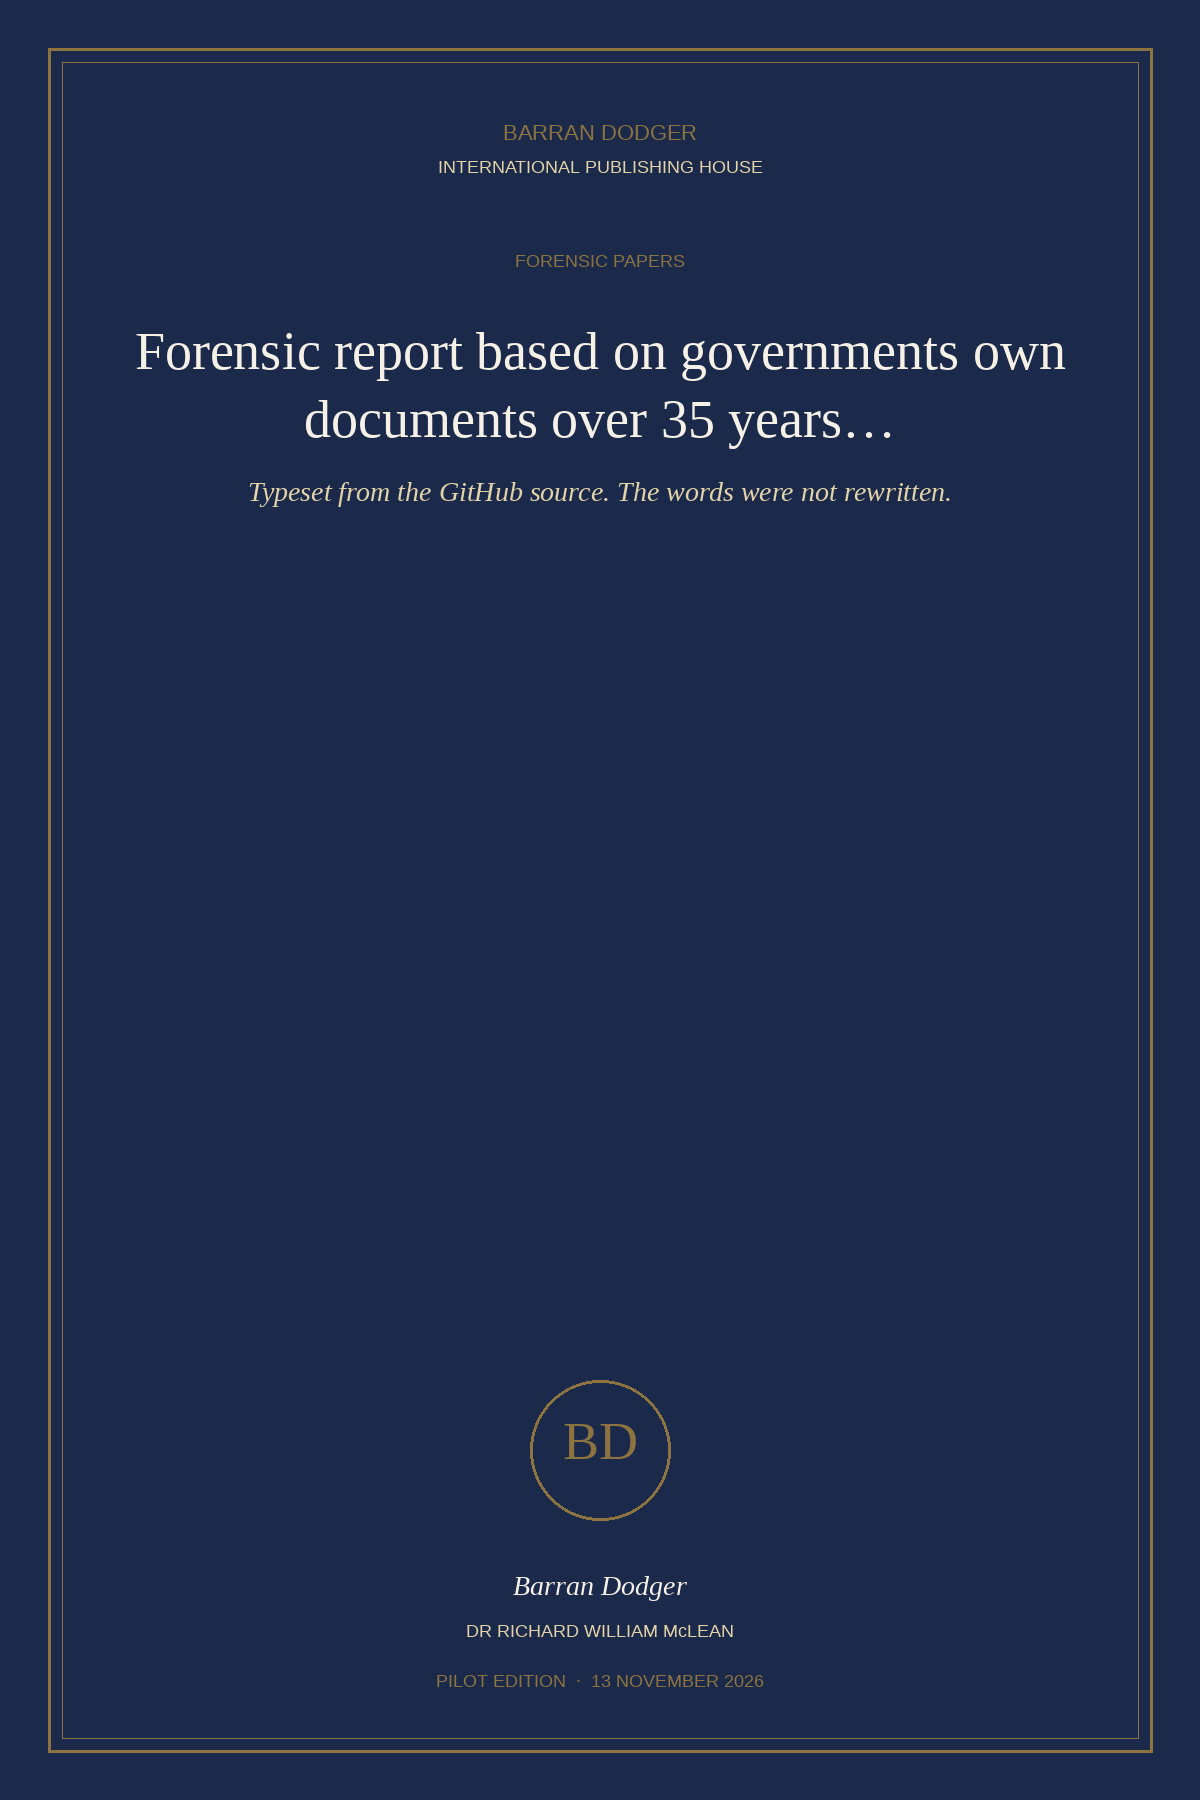 BARRAN DODGER
INTERNATIONAL PUBLISHING HOUSE
FORENSIC PAPERS
Forensic report based on governments own
documents over 35 years…
Typeset from the GitHub source. The words were not rewritten.
BD
Barran Dodger
DR RICHARD WILLIAM McLEAN
PILOT EDITION · 13 NOVEMBER 2026